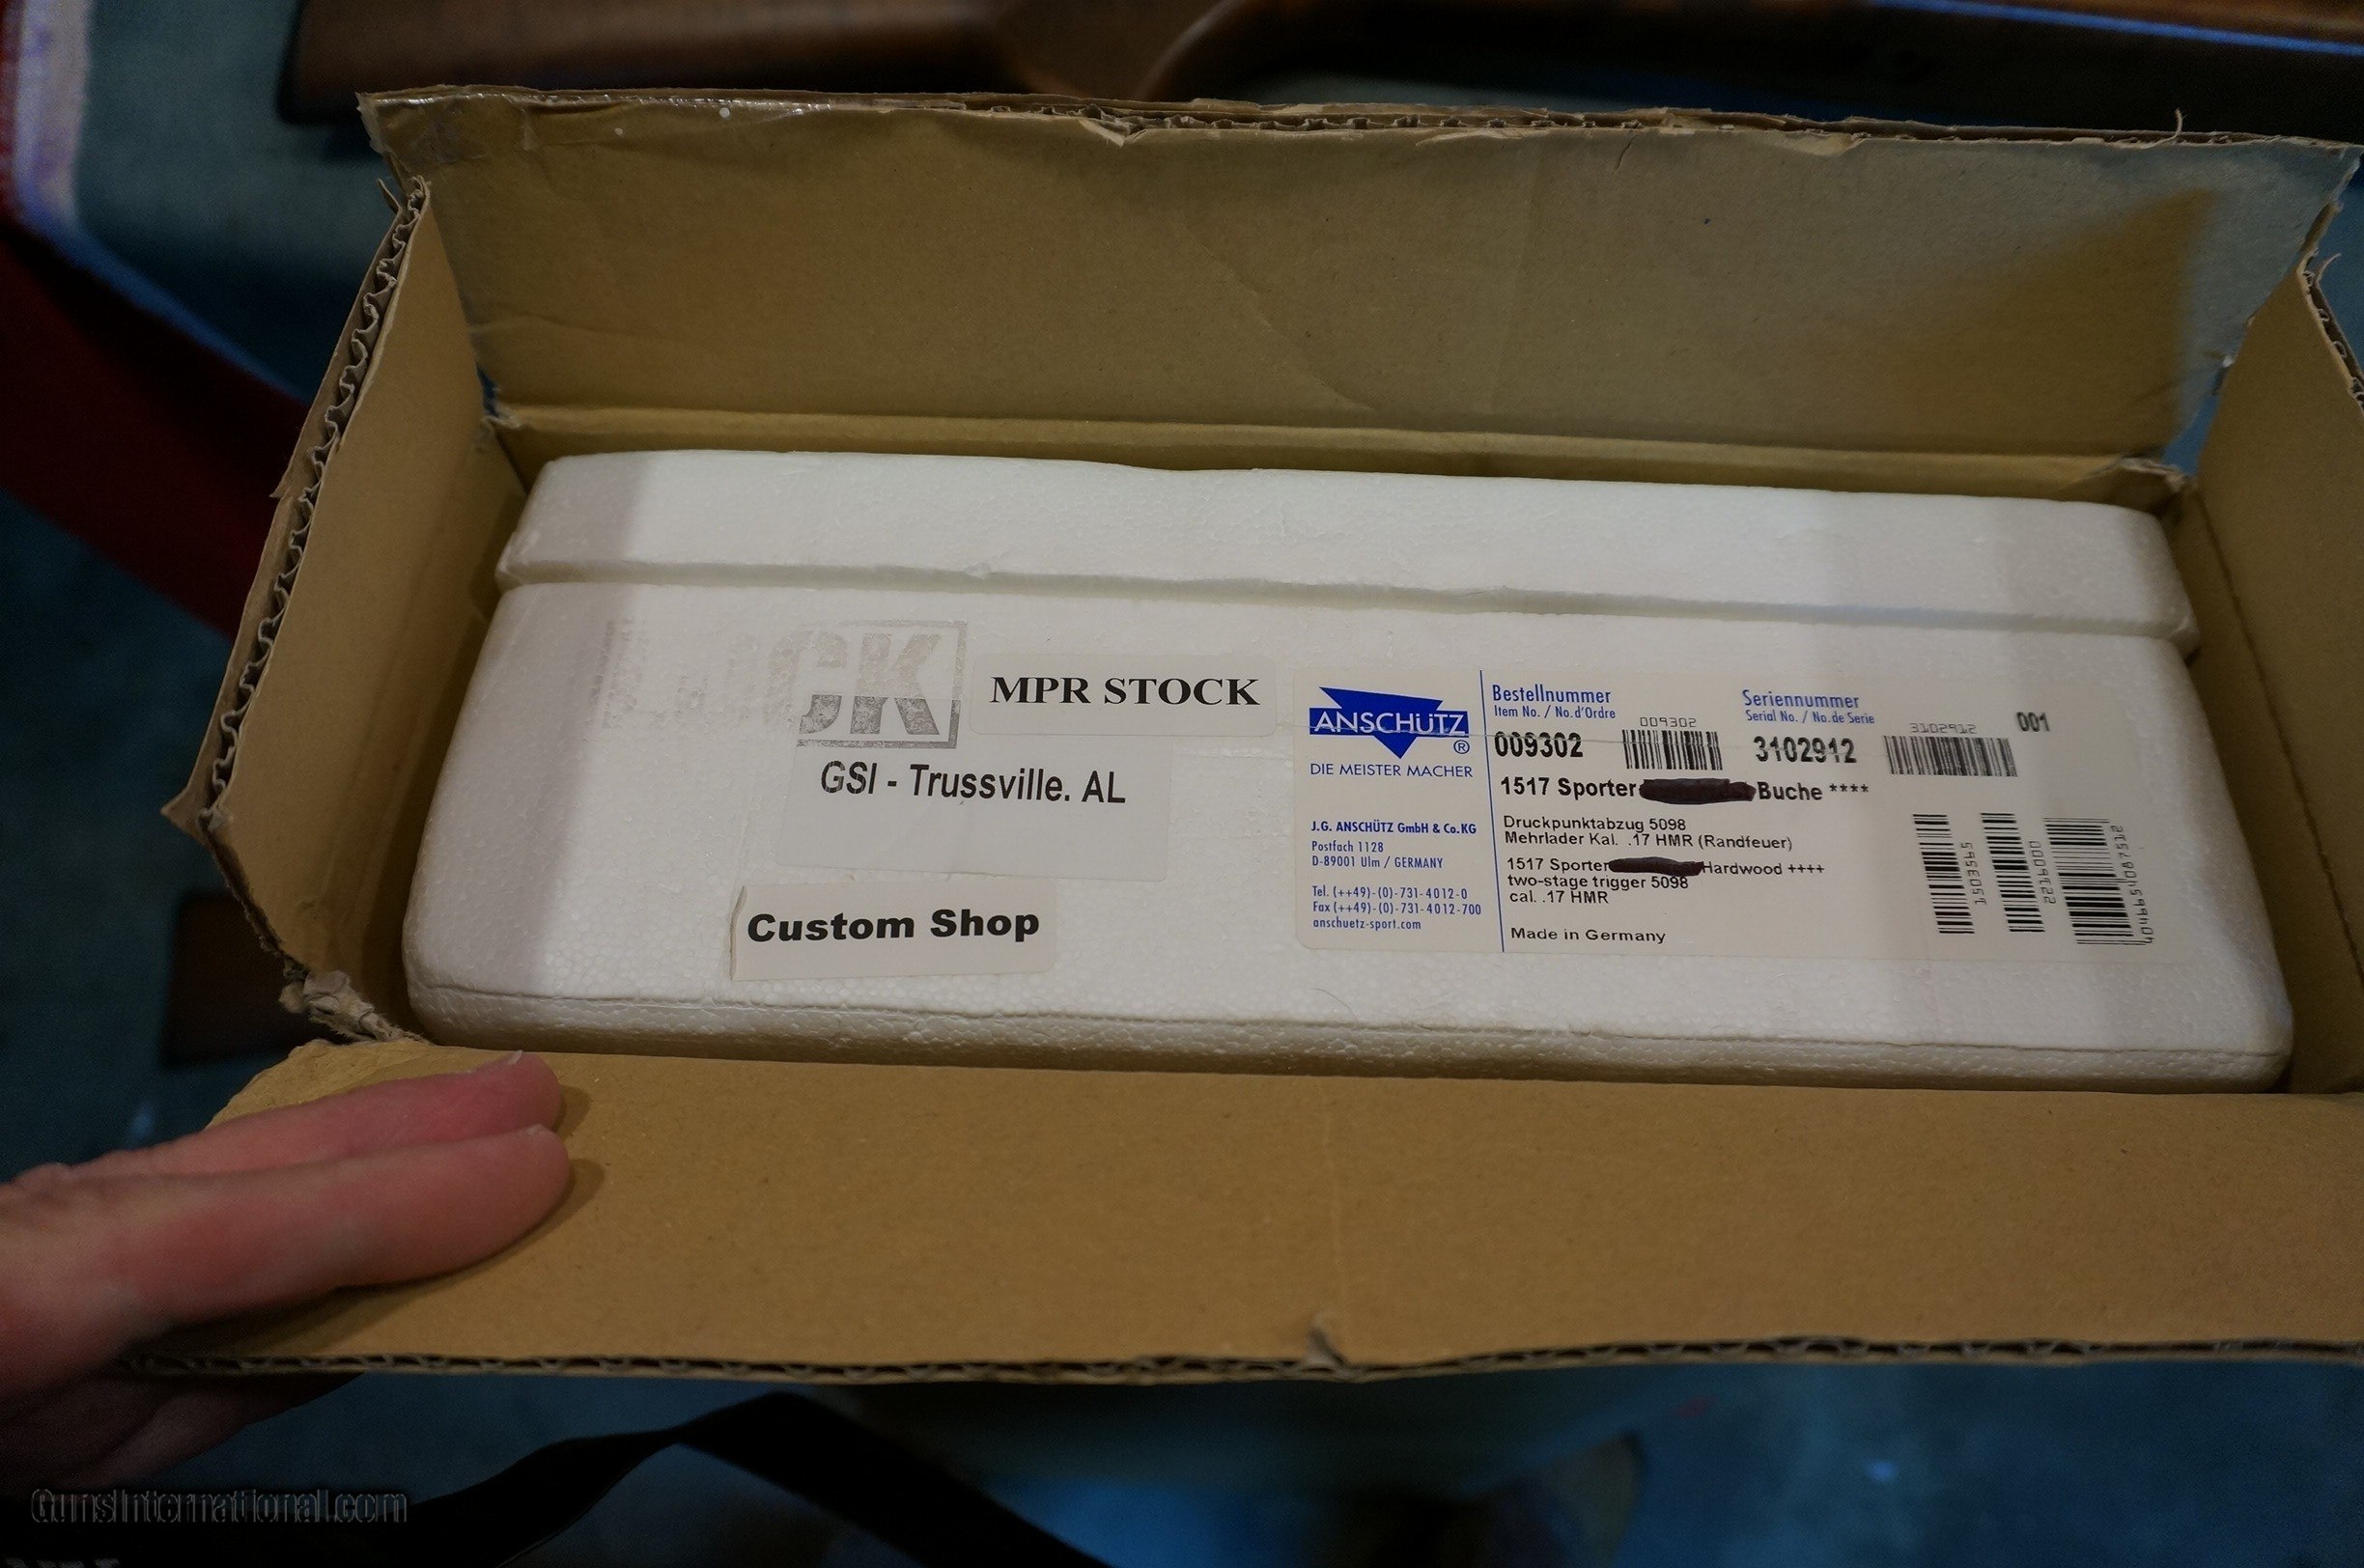 CK
MPR STOCK
GSI - Trussville. AL
Custom Shop
ANSCHÜTZ
®
DIE MEISTER MACHER
J.G. ANSCHÜTZ GmbH & Co.KG
Postfach 1128
D-89001 Ulm / GERMANY
Tel. (++49)-(0)-731-4012-0
Fax (++49)-(0)-731-4012-700
anschuetz-sport.com
Bestellnummer
Item No. / No.d'Ordre
009302
009302
Seriennummer
Serial No. / No.de Serie
3102912
3102912
001
1517 Sporter Buche ****
Druckpunktabzug 5098
Mehrlader Kal. .17 HMR (Randfeuer)
1517 Sporter Hardwood ++++
two-stage trigger 5098
cal. .17 HMR
Made in Germany
1503565
2216000
GunsInternational.com